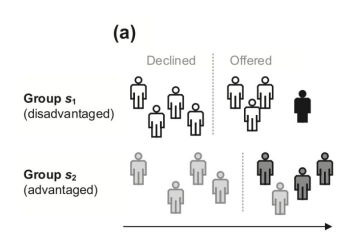 (a)
Declined Offered
Group s₁
(disadvantaged)
Group s₂
(advantaged)